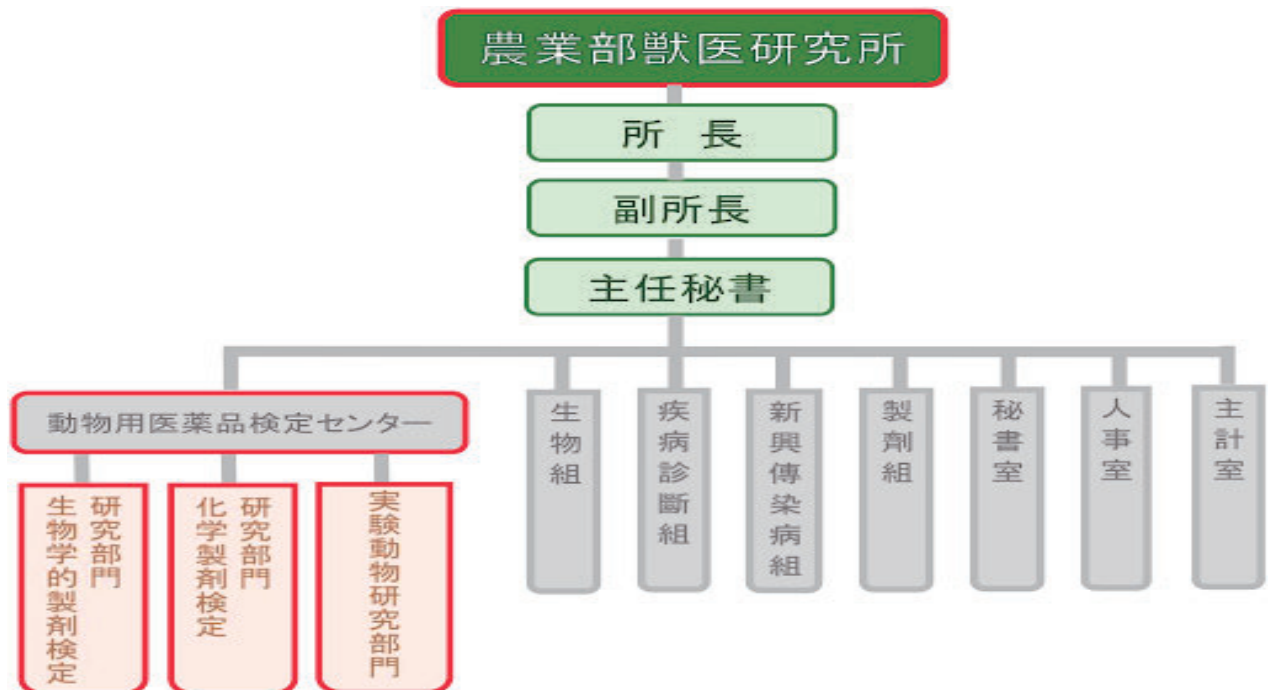 農業部獣医研究所
所 長
副所長
主任秘書
動物用医薬品検定センター
生物組
疾病診斷組
新興傳染病組
製劑組
秘書室
人事室
主計室
研究部門
生物学的製剤検定
研究部門
化学製剤検定
実験動物研究部門